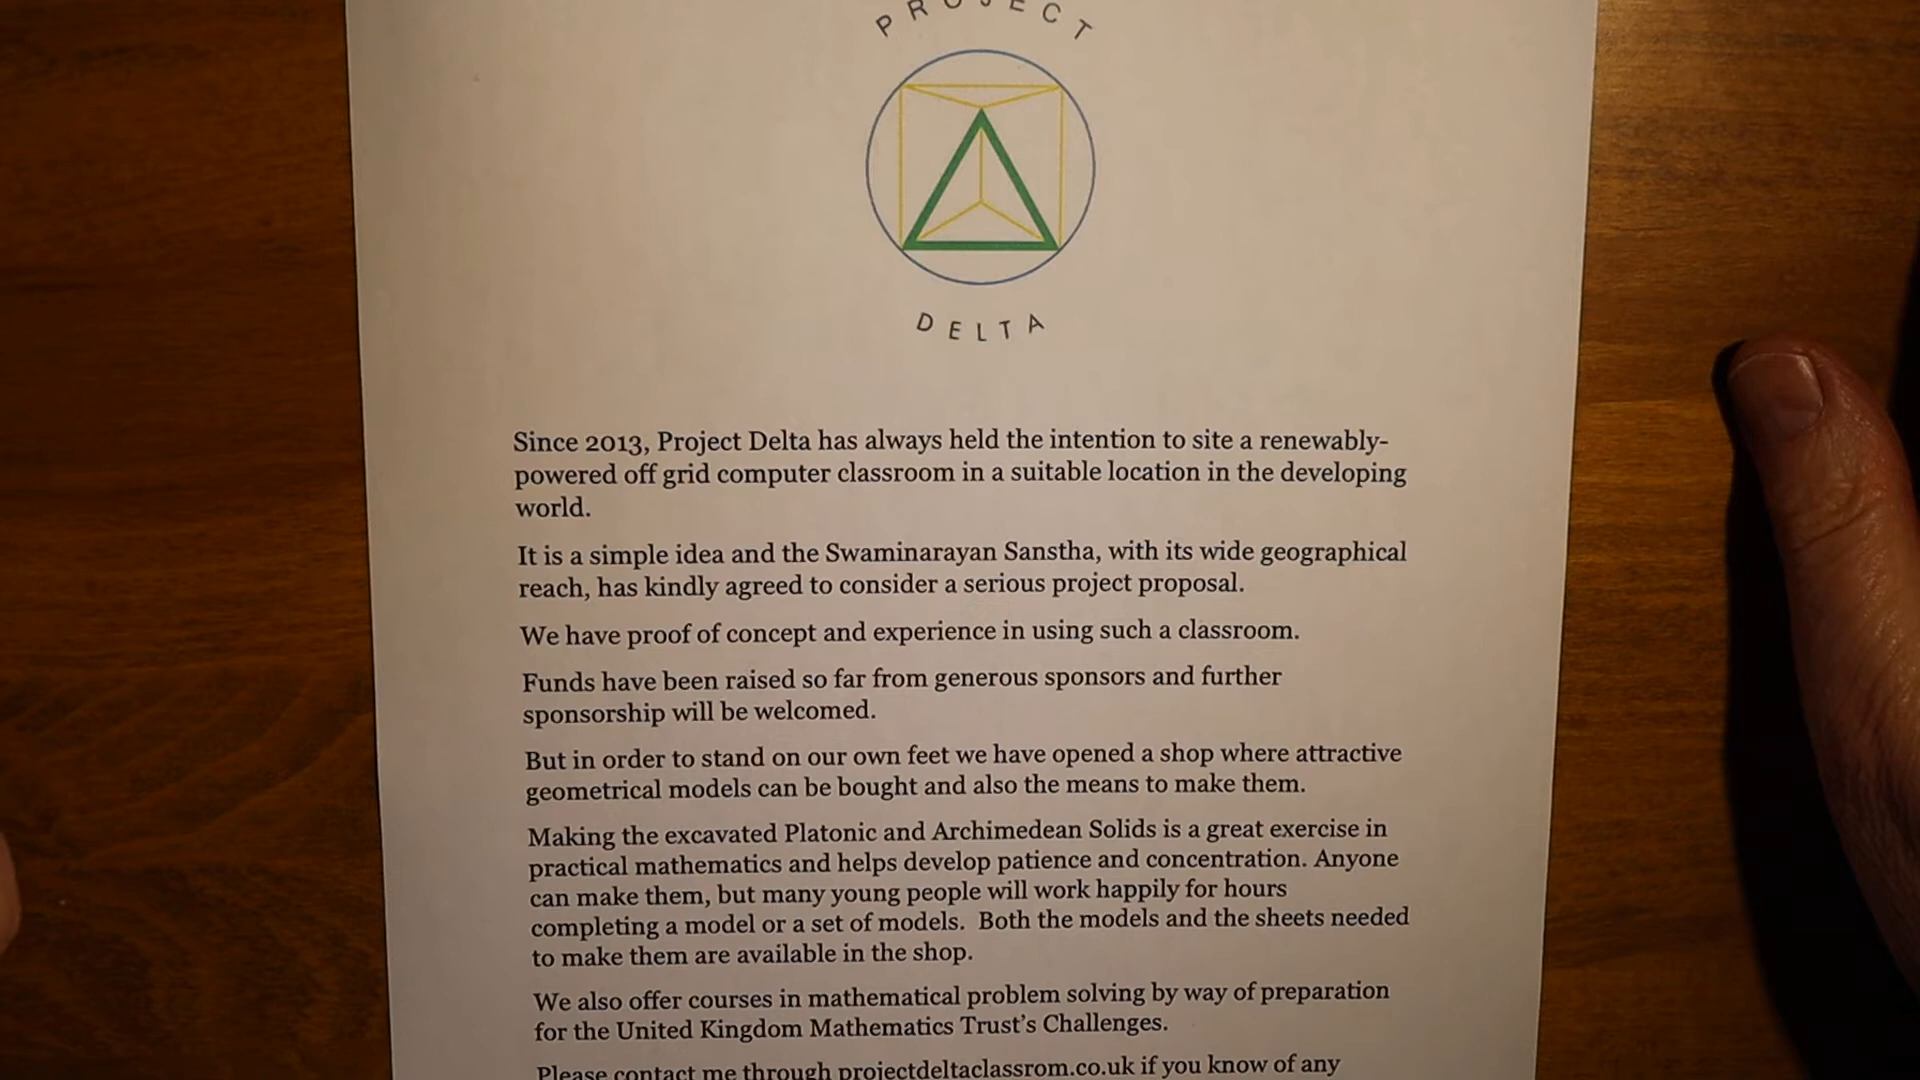 PROJECT
DELTA
Since 2013, Project Delta has always held the intention to site a renewably-
powered off grid computer classroom in a suitable location in the developing
world.
It is a simple idea and the Swaminarayan Sanstha, with its wide geographical
reach, has kindly agreed to consider a serious project proposal.
We have proof of concept and experience in using such a classroom.
Funds have been raised so far from generous sponsors and further
sponsorship will be welcomed.
But in order to stand on our own feet we have opened a shop where attractive
geometrical models can be bought and also the means to make them.
Making the excavated Platonic and Archimedean Solids is a great exercise in
practical mathematics and helps develop patience and concentration. Anyone
can make them, but many young people will work happily for hours
completing a model or a set of models.  Both the models and the sheets needed
to make them are available in the shop.
We also offer courses in mathematical problem solving by way of preparation
for the United Kingdom Mathematics Trust’s Challenges.
Please contact me through projectdeltaclassrom.co.uk if you know of any